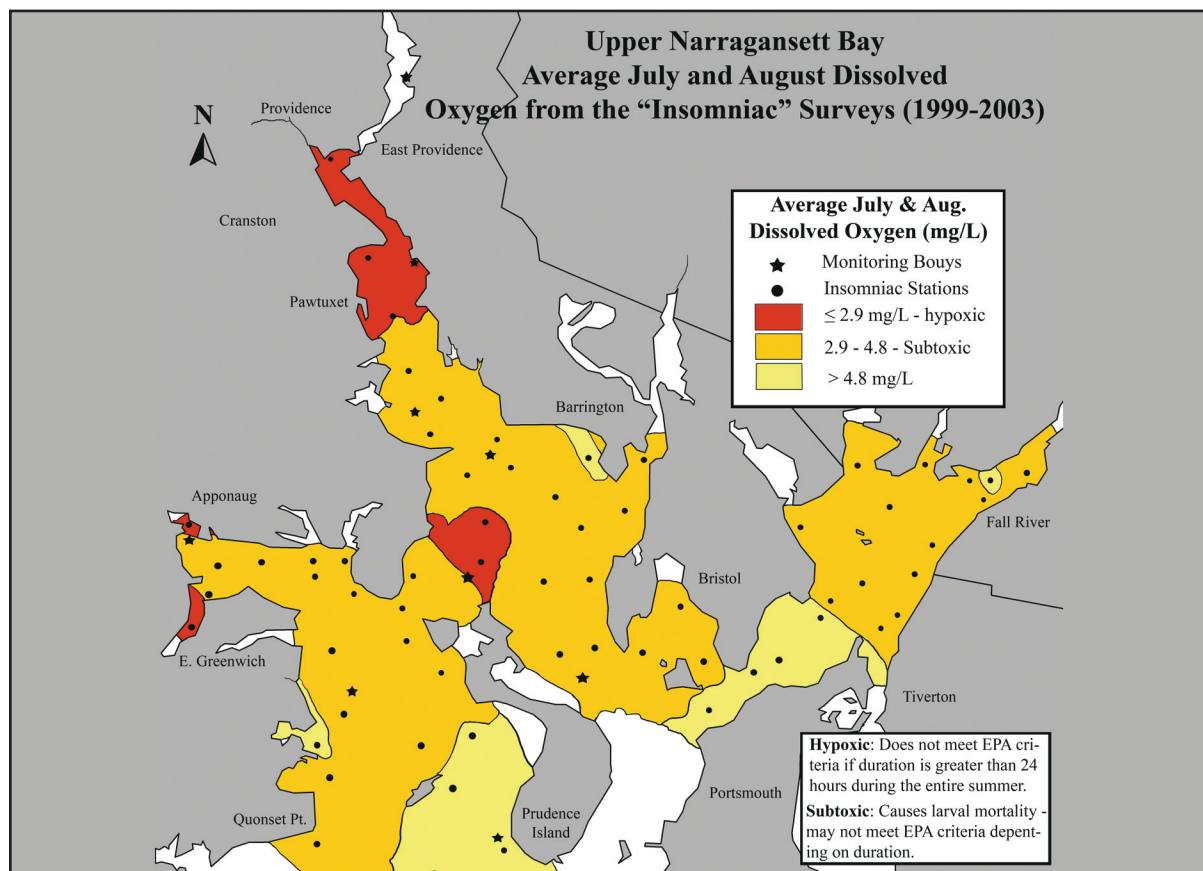 Upper Narragansett Bay
Average July and August Dissolved
Oxygen from the “Insomniac” Surveys (1999-2003)
N
Providence
East Providence
Cranston
Pawtuxet
Average July & Aug.
Dissolved Oxygen (mg/L)
Monitoring Bouys
Insomniac Stations
≤ 2.9 mg/L - hypoxic
2.9 - 4.8 - Subtoxic
> 4.8 mg/L
Barrington
Apponaug
Fall River
Bristol
E. Greenwich
Tiverton
Portsmouth
Prudence
Island
Quonset Pt.
Hypoxic: Does not meet EPA cri-
teria if duration is greater than 24
hours during the entire summer.
Subtoxic: Causes larval mortality -
may not meet EPA criteria depent-
ing on duration.